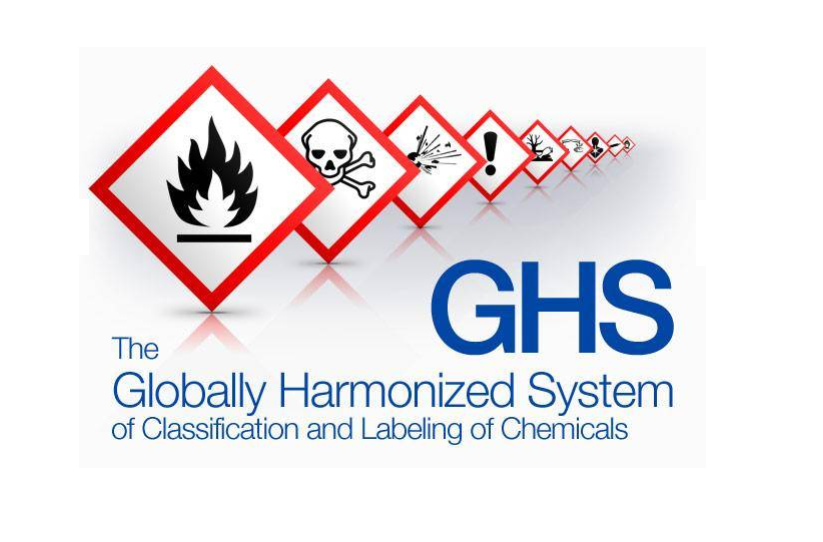 GHS
The
Globally Harmonized System
of Classification and Labeling of Chemicals